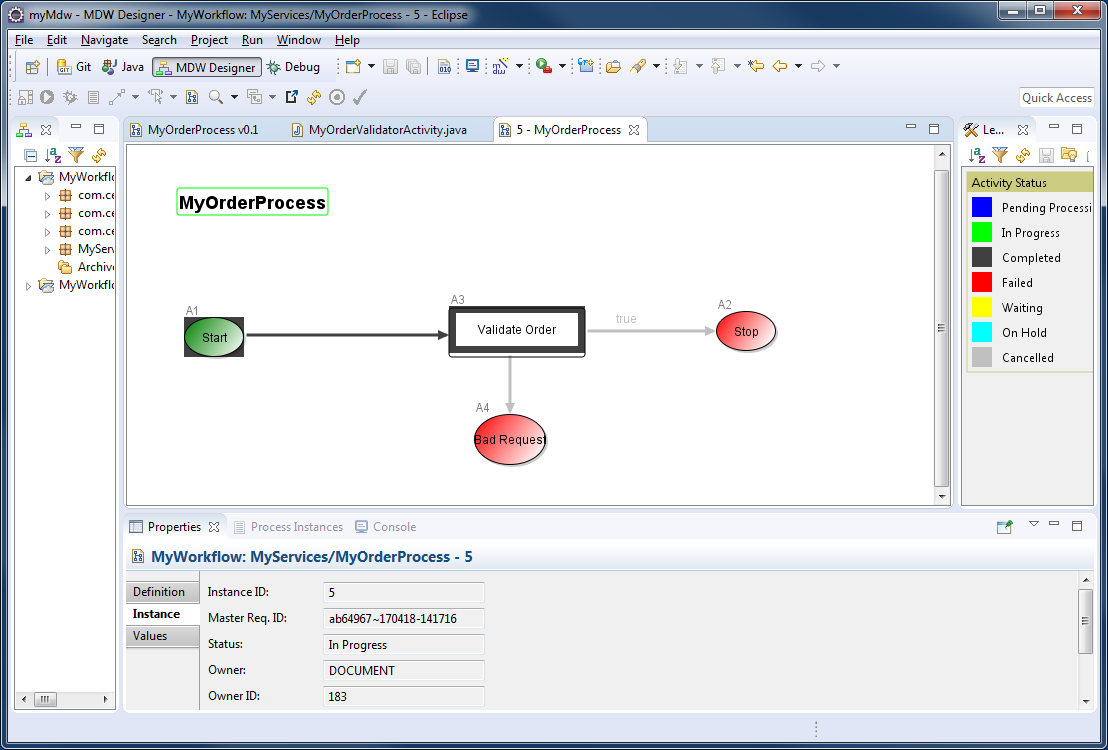 myMdw - MDW Designer - MyWorkflow: MyServices/MyOrderProcess - 5 - Eclipse
File Edit Navigate Search Project Run Window Help
Git Java MDW Designer Debug
Quick Access
MyOrderProcess v0.1 MyOrderValidatorActivity.java 5 - MyOrderProcess Le...
MyWorkflo
com.ce
com.ce
com.ce
MyServ
Archive
MyWorkflo
MyOrderProcess
A1
Start
A3
Validate Order
true
A2
Stop
A4
Bad Request
Activity Status
Pending Processi
In Progress
Completed
Failed
Waiting
On Hold
Cancelled
Properties Process Instances Console
MyWorkflow: MyServices/MyOrderProcess - 5
Definition
Instance
Values
Instance ID: 5
Master Req. ID: ab64967~170418-141716
Status: In Progress
Owner: DOCUMENT
Owner ID: 183